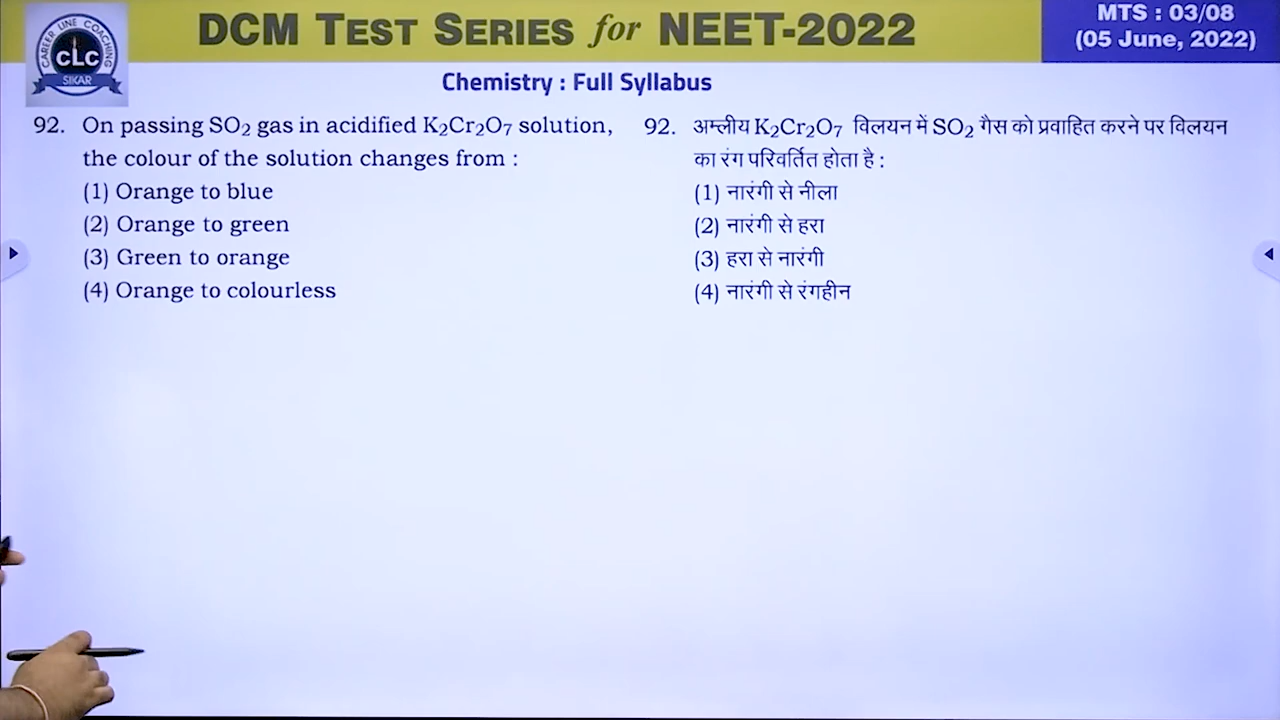 DCM TEST SERIES for NEET-2022
MTS : 03/08
(05 June, 2022)
CAREER LINE COACHING
CLC
SIKAR
Chemistry : Full Syllabus
92. On passing SO₂ gas in acidified K₂Cr₂O₇ solution,
the colour of the solution changes from :
(1) Orange to blue
(2) Orange to green
(3) Green to orange
(4) Orange to colourless
92. अम्लीय K₂Cr₂O₇ विलयन में SO₂ गैस को प्रवाहित करने पर विलयन
का रंग परिवर्तित होता है :
(1) नारंगी से नीला
(2) नारंगी से हरा
(3) हरा से नारंगी
(4) नारंगी से रंगहीन